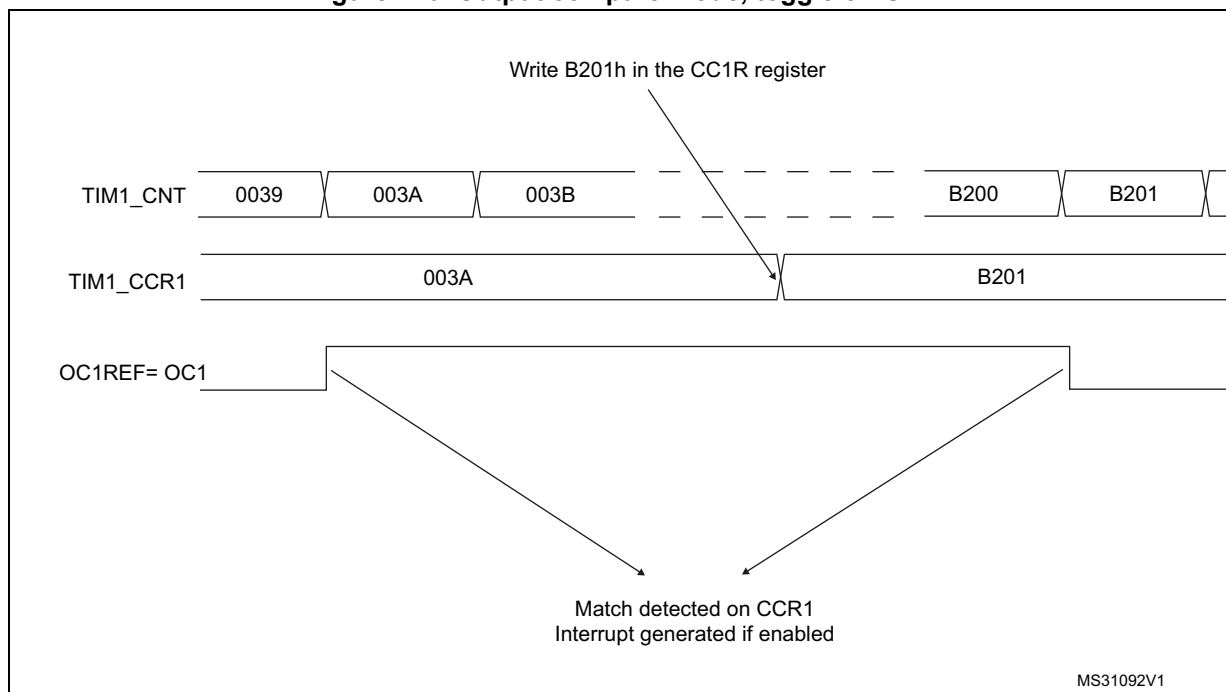 Write B201h in the CC1R register
TIM1_CNT 0039 003A 003B B200 B201
TIM1_CCR1 003A B201
OC1REF= OC1
Match detected on CCR1
Interrupt generated if enabled
MS31092V1